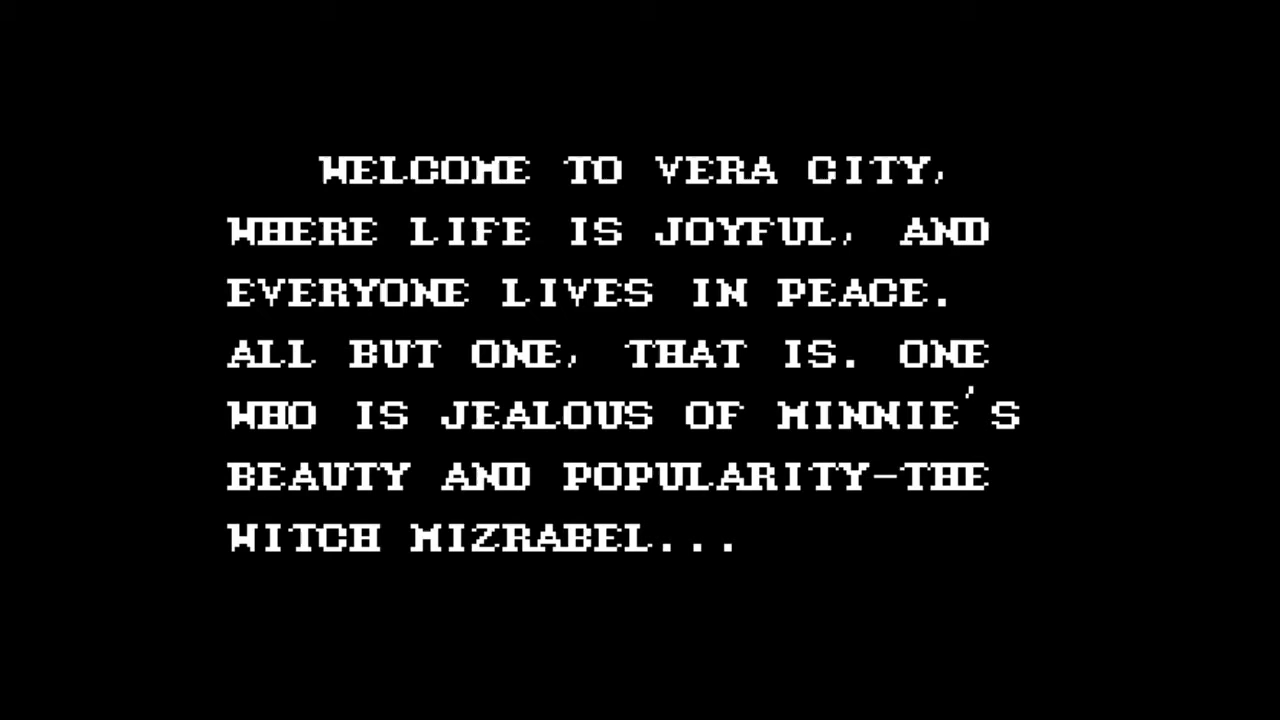 WELCOME TO VERA CITY,
WHERE LIFE IS JOYFUL, AND
EVERYONE LIVES IN PEACE.
ALL BUT ONE, THAT IS. ONE
WHO IS JEALOUS OF MINNIE'S
BEAUTY AND POPULARITY-THE
WITCH MIZRABEL...